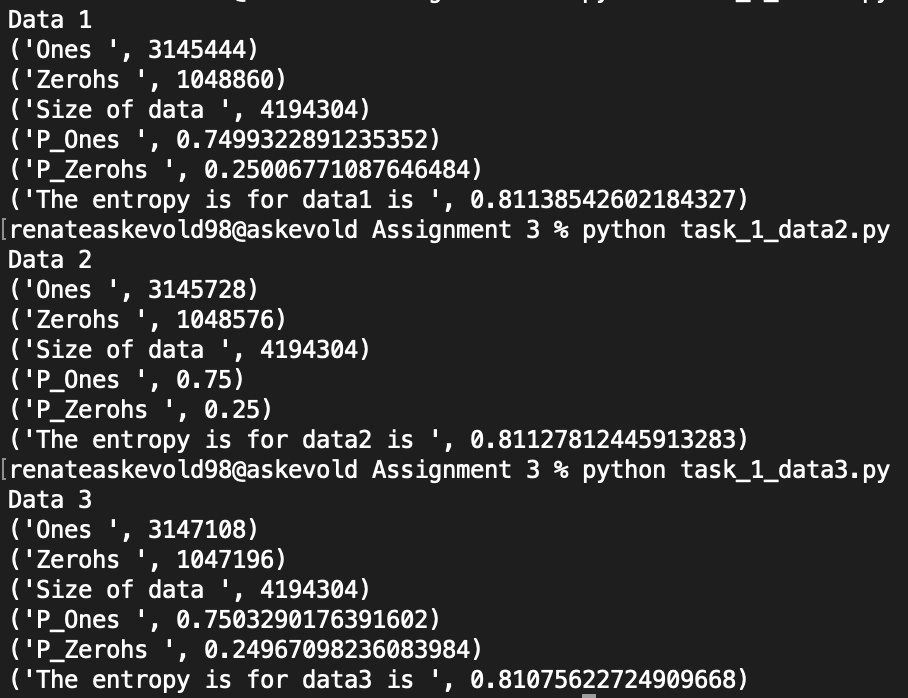 Data 1
('Ones ', 3145444)
('Zerohs ', 1048860)
('Size of data ', 4194304)
('P_Ones ', 0.7499322891235352)
('P_Zerohs ', 0.25006771087646484)
('The entropy is for data1 is ', 0.81138542602184327)
[renateaskevold98@askevold Assignment 3 % python task_1_data2.py
Data 2
('Ones ', 3145728)
('Zerohs ', 1048576)
('Size of data ', 4194304)
('P_Ones ', 0.75)
('P_Zerohs ', 0.25)
('The entropy is for data2 is ', 0.81127812445913283)
[renateaskevold98@askevold Assignment 3 % python task_1_data3.py
Data 3
('Ones ', 3147108)
('Zerohs ', 1047196)
('Size of data ', 4194304)
('P_Ones ', 0.7503290176391602)
('P_Zerohs ', 0.24967098236083984)
('The entropy is for data3 is ', 0.81075622724909668)